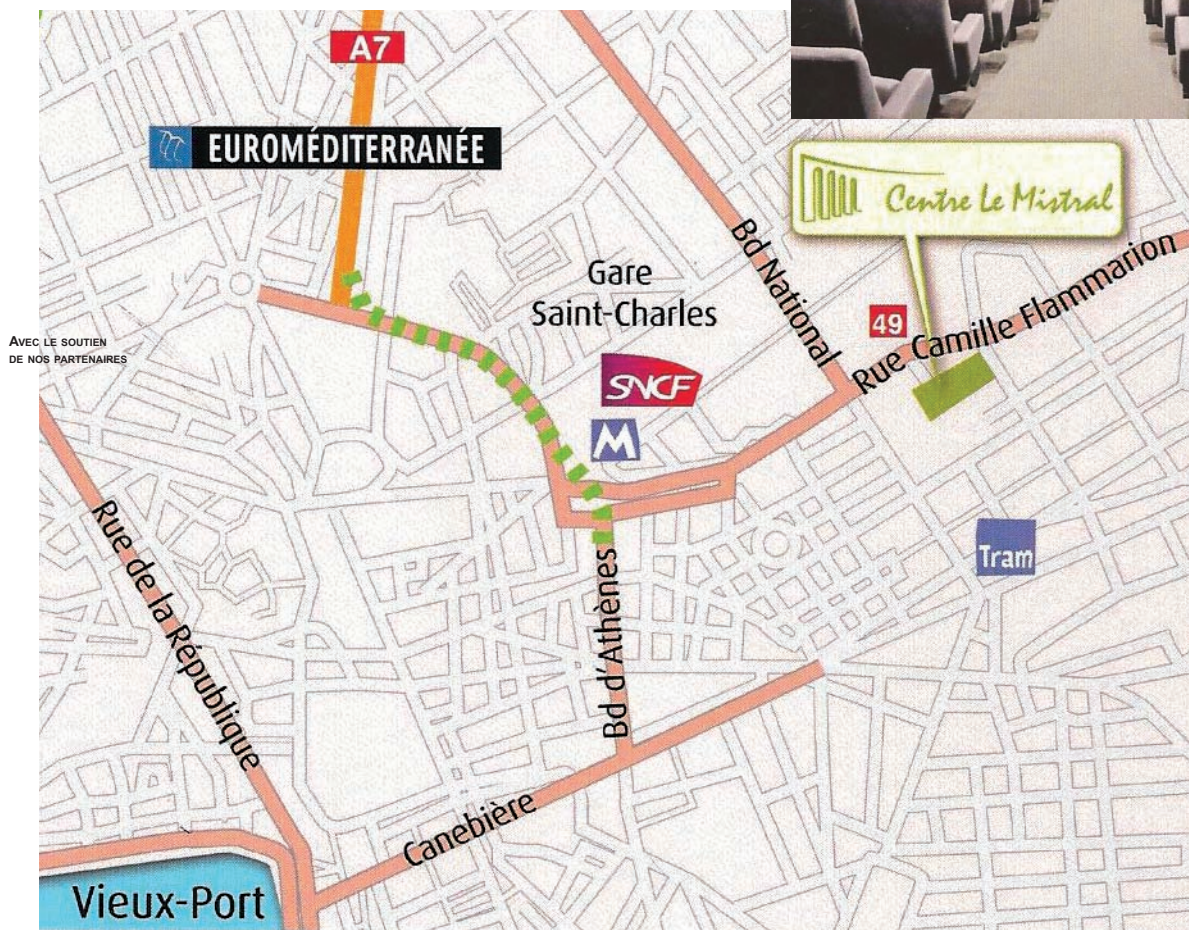 A7
EUROMÉDITERRANÉE
Centre Le Mistral
Bd National
Gare
Saint-Charles
49
Rue Camille Flammarion
AVEC LE SOUTIEN
DE NOS PARTENAIRES
SNCF
M
Rue de la République
Tram
Bd d'Athènes
Canebière
Vieux-Port